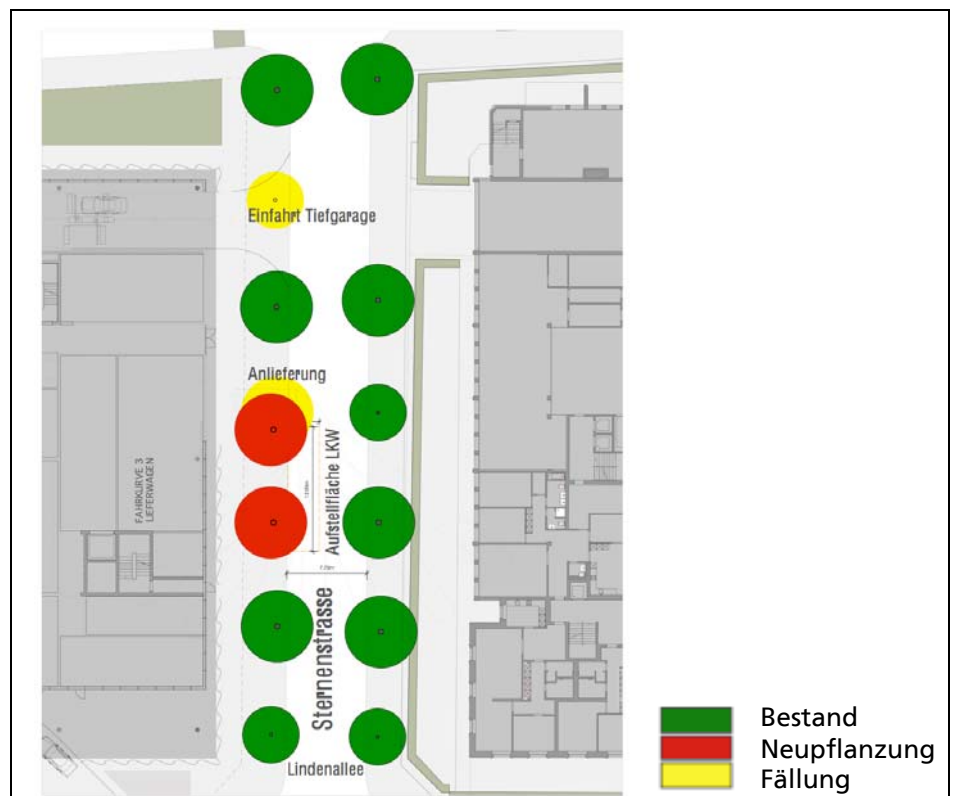 Einfahrt Tiefgarage
Anlieferung
Aufstellfläche LKW
FAHRKURVE 3
LIEFERWAGEN
Sternenstrasse
Lindenallee
Bestand
Neupflanzung
Fällung